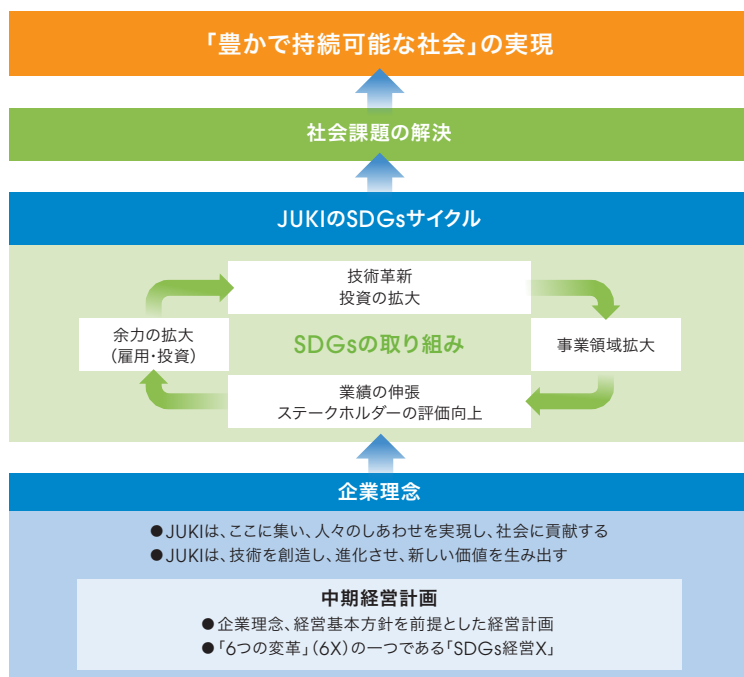 「豊かで持続可能な社会」の実現
社会課題の解決
JUKIのSDGsサイクル
技術革新
投資の拡大
余力の拡大
(雇用・投資)
SDGsの取り組み
事業領域拡大
業績の伸張
ステークホルダーの評価向上
企業理念
●JUKIは、ここに集い、人々のしあわせを実現し、社会に貢献する
●JUKIは、技術を創造し、進化させ、新しい価値を生み出す
中期経営計画
●企業理念、経営基本方針を前提とした経営計画
●「6つの変革」(6X)の一つである「SDGs経営X」